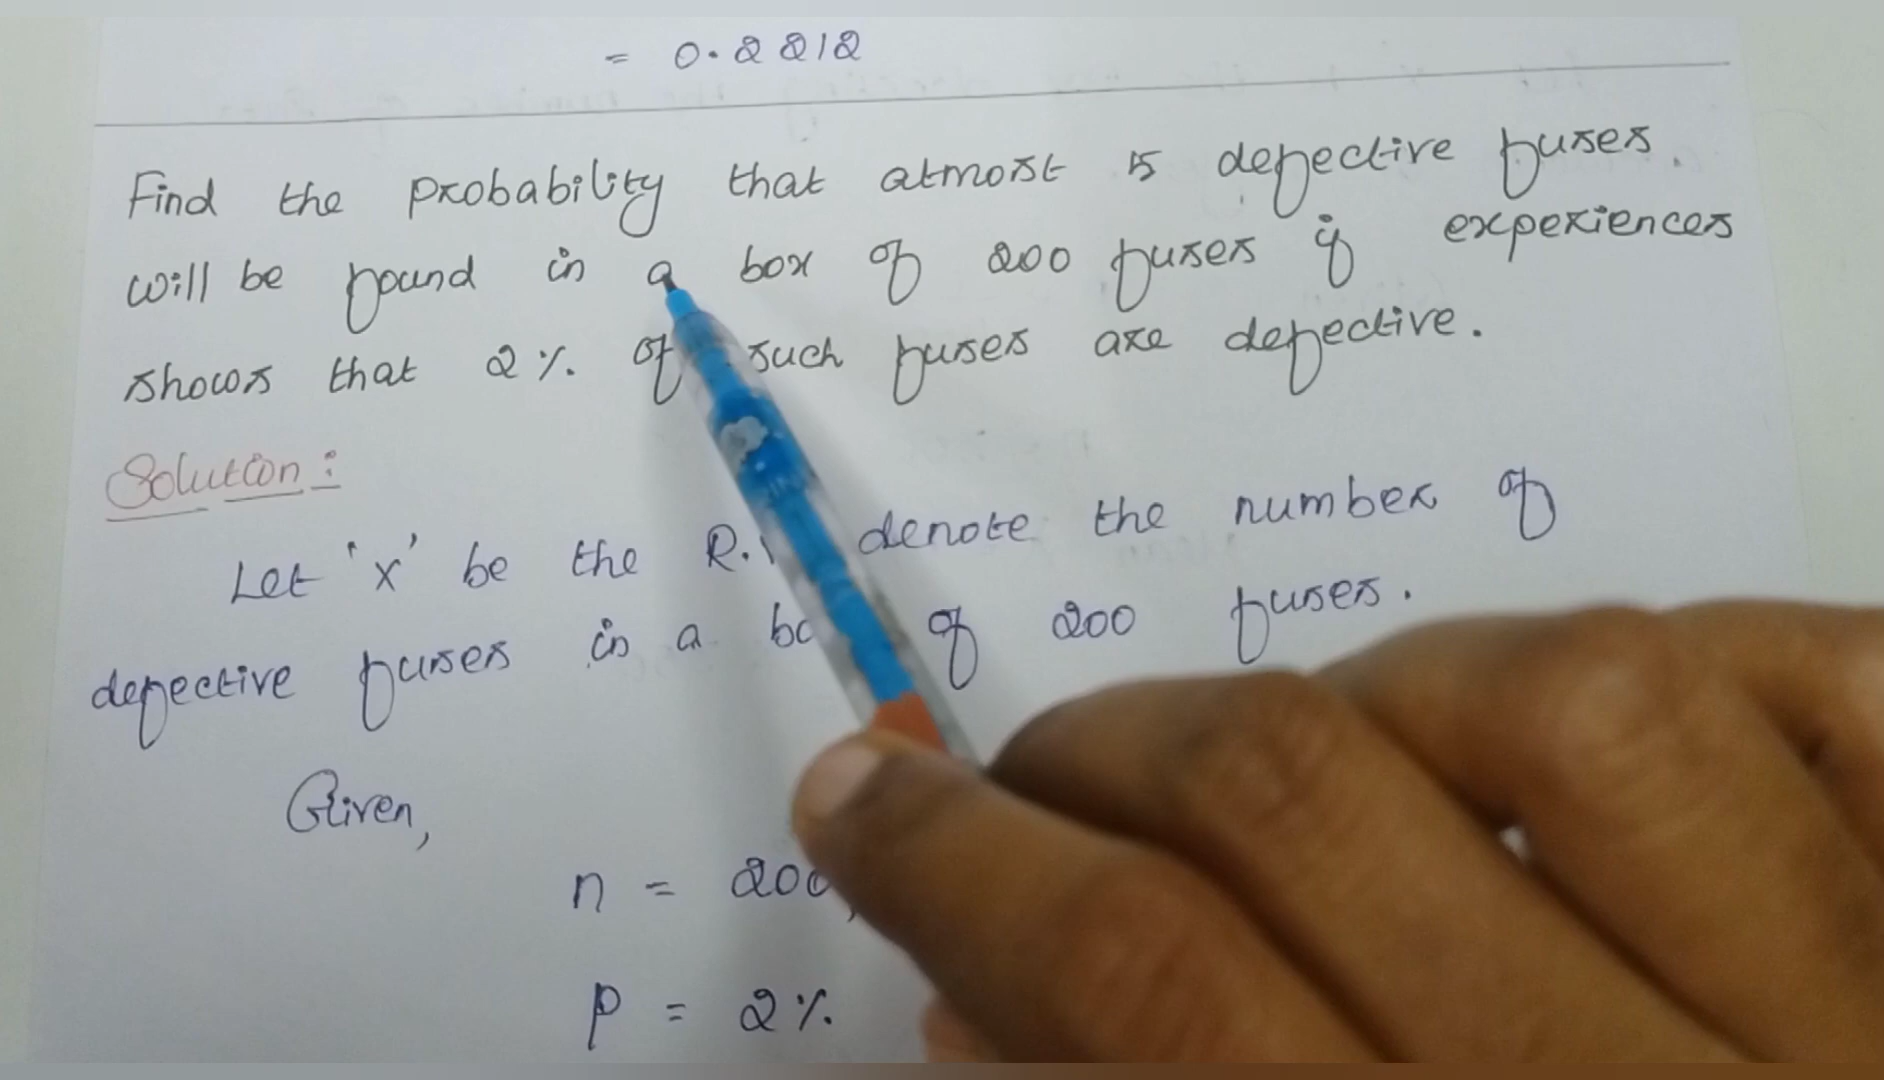 = 0.2212
Find the probability that atmost 5 defective fuses
will be found in a box of 200 fuses if experiences
shows that 2%. of such fuses are defective.
Solution:
Let 'x' be the denote the number of
defective fuses in a of 200 fuses.
Given,
n = 200,
p = 2%.